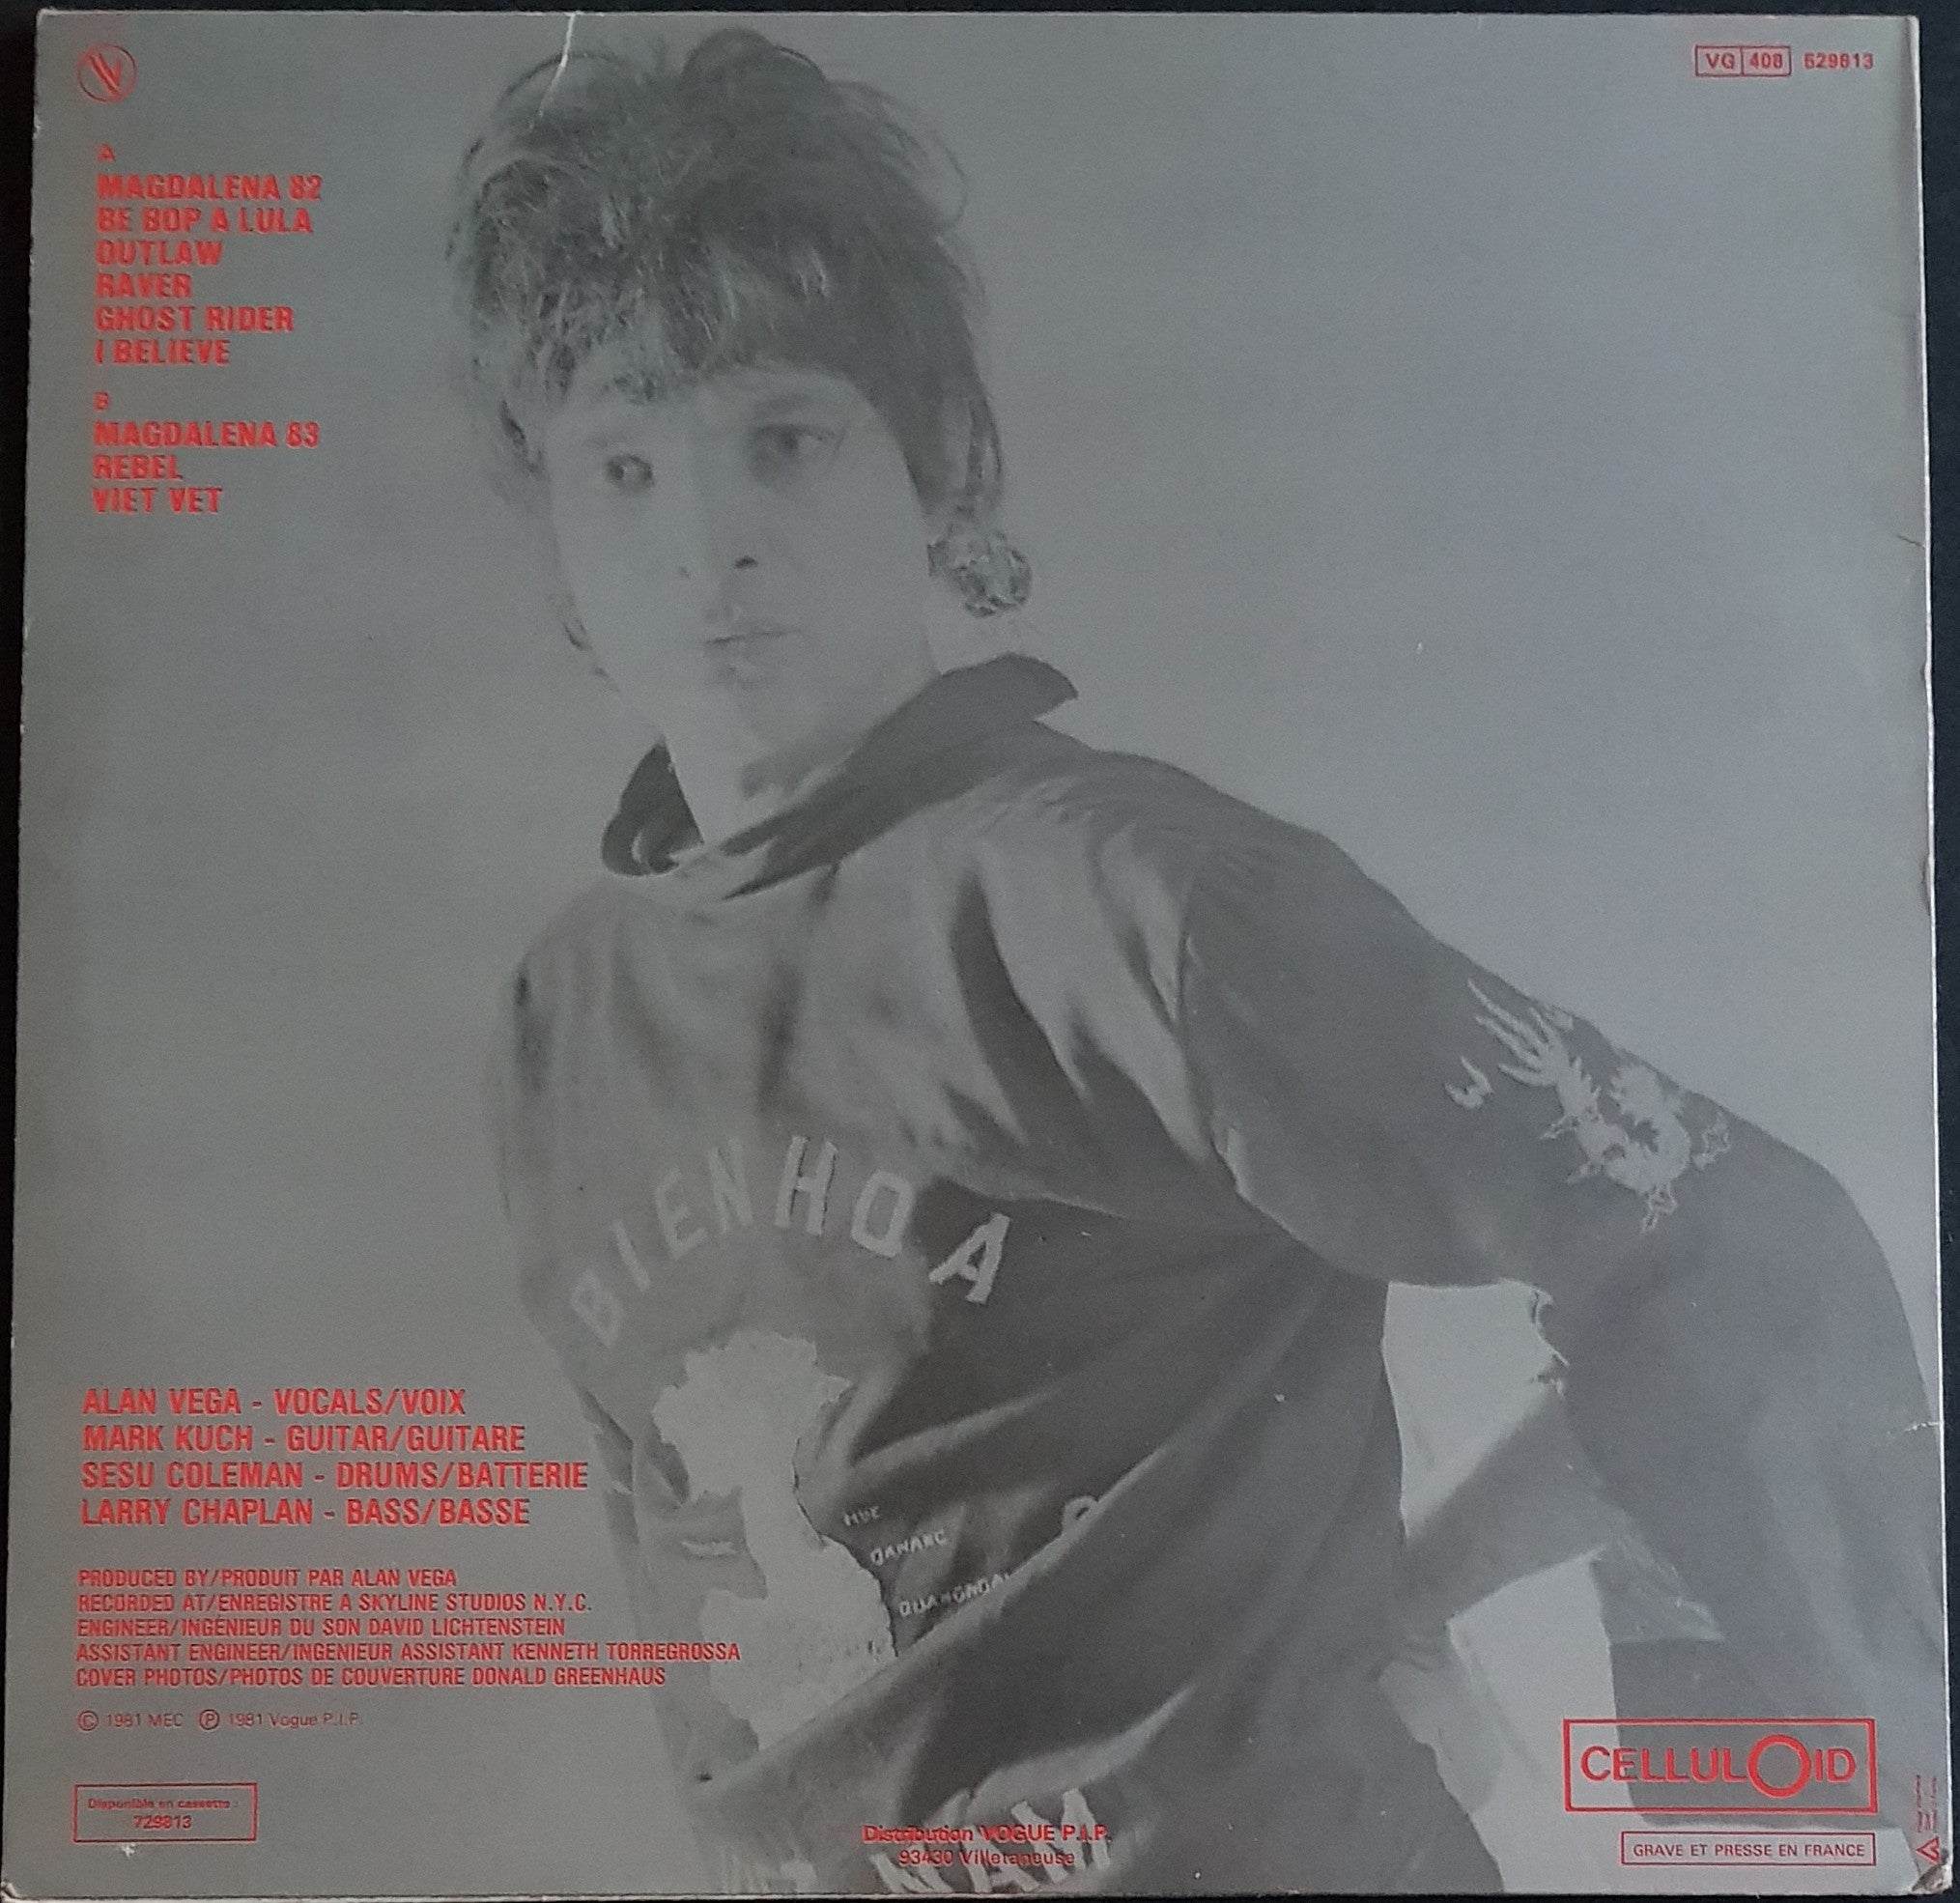 VG 408 529813
A
MAGDALENA 82
BE BOP A LULA
OUTLAW
RAVER
GHOST RIDER
I BELIEVE
B
MAGDALENA 83
REBEL
VIET VET
BIENHOA
HUE
DANANG
ALAN VEGA - VOCALS/VOIX
MARK KUCH - GUITAR/GUITARE
SESU COLEMAN - DRUMS/BATTERIE
LARRY CHAPLAN - BASS/BASSE
PRODUCED BY/PRODUIT PAR ALAN VEGA
RECORDED AT/ENREGISTRE A SKYLINE STUDIOS N.Y.C.
ENGINEER/INGÉNIEUR DU SON DAVID LICHTENSTEIN
ASSISTANT ENGINEER/INGENIEUR ASSISTANT KENNETH TORREGROSSA
COVER PHOTOS/PHOTOS DE COUVERTURE DONALD GREENHAUS
© 1981 MEC ℗ 1981 Vogue P.I.P.
Disponible en cassette :
729813
NAM
Distribution VOGUE P.I.P.
93430 Villetaneuse
CELLULOID
GRAVE ET PRESSE EN FRANCE